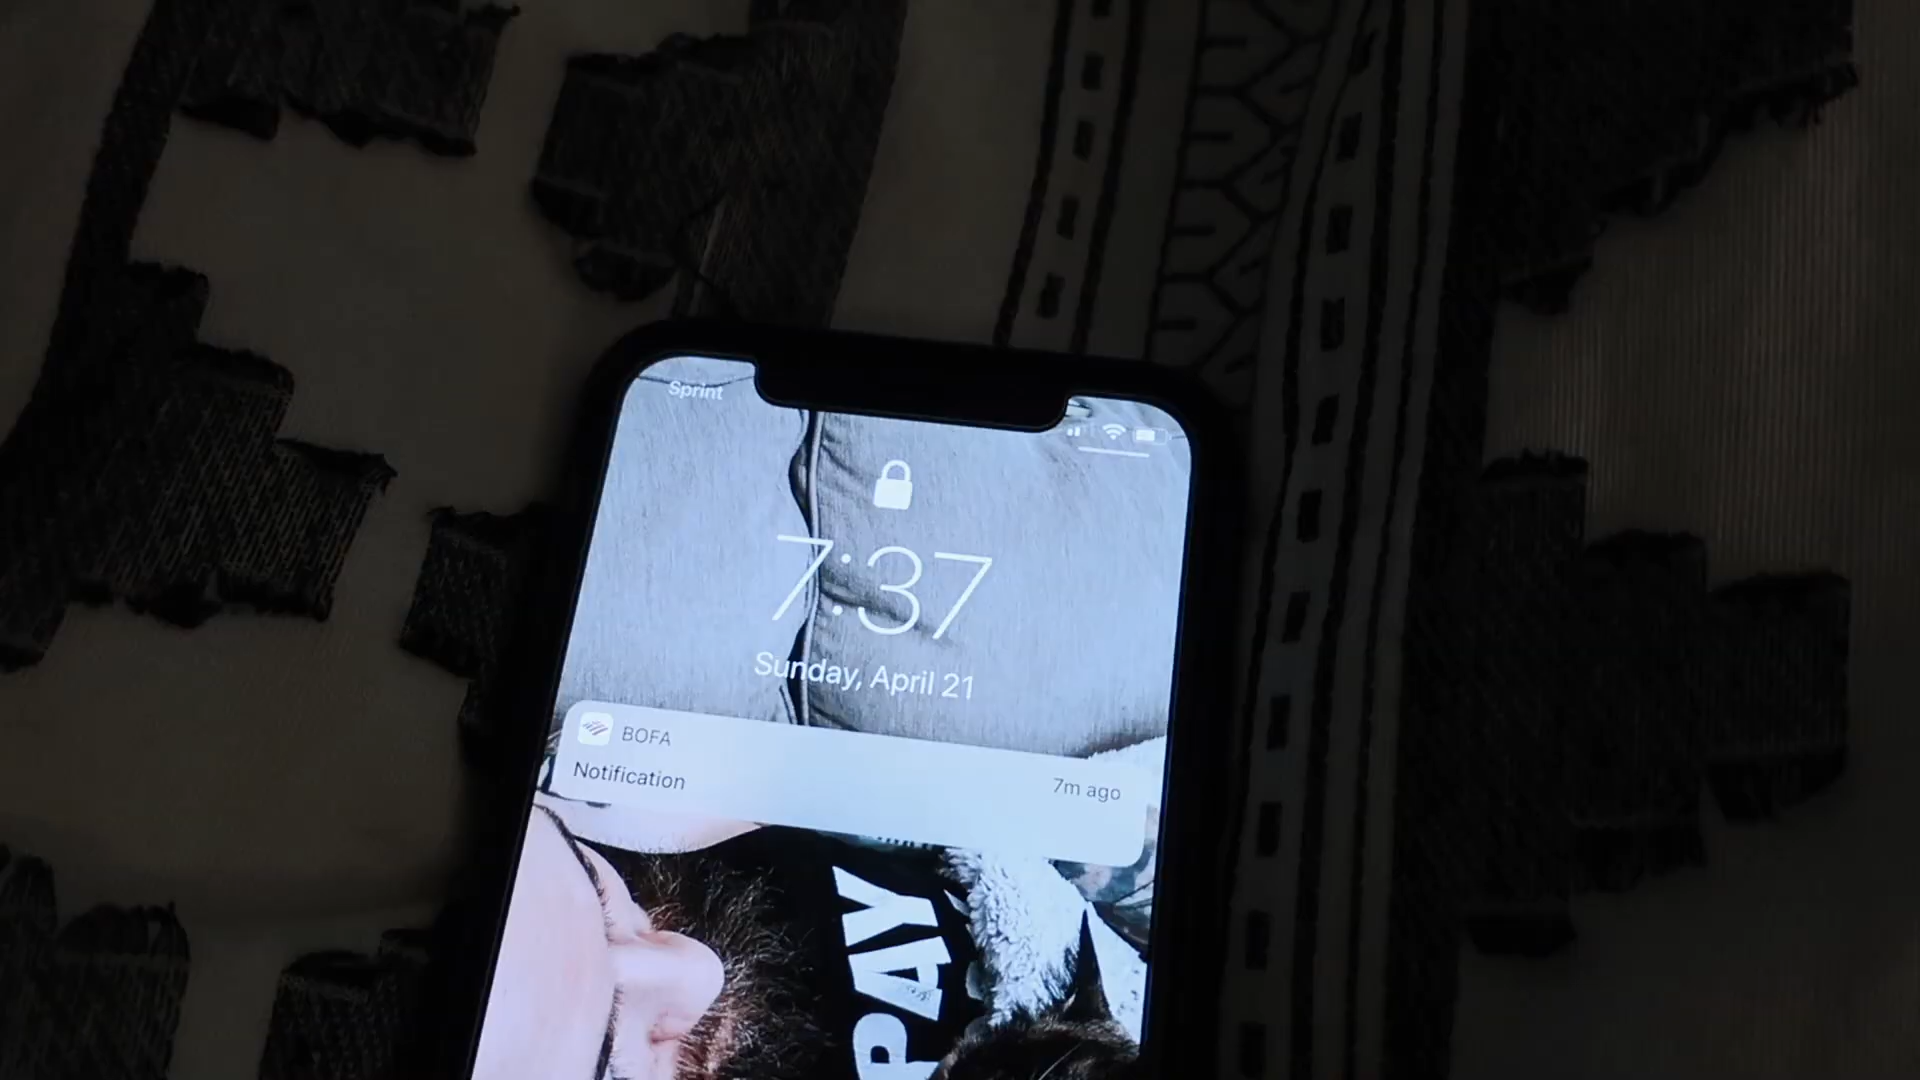 Sprint
7:37
Sunday, April 21
BOFA
Notification
7m ago
PAY